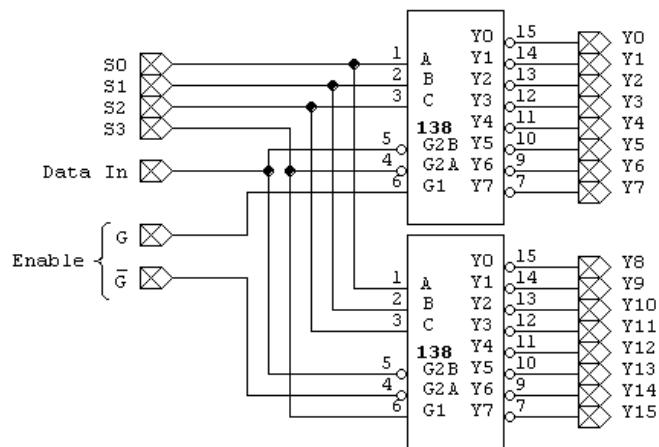 S0
S1
S2
S3
Data In
Enable
G
G̅
1 A
2 B
3 C
138
5 G2B
4 G2A
6 G1
Y0 15 Y0
Y1 14 Y1
Y2 13 Y2
Y3 12 Y3
Y4 11 Y4
Y5 10 Y5
Y6 9 Y6
Y7 7 Y7
1 A
2 B
3 C
138
5 G2B
4 G2A
6 G1
Y0 15 Y8
Y1 14 Y9
Y2 13 Y10
Y3 12 Y11
Y4 11 Y12
Y5 10 Y13
Y6 9 Y14
Y7 7 Y15